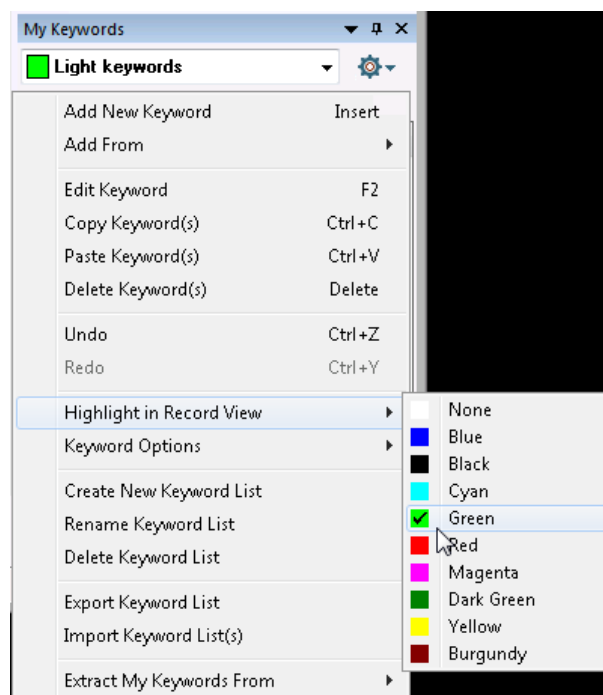 My Keywords
Light keywords
Add New Keyword Insert
Add From
Edit Keyword F2
Copy Keyword(s) Ctrl+C
Paste Keyword(s) Ctrl+V
Delete Keyword(s) Delete
Undo Ctrl+Z
Redo Ctrl+Y
Highlight in Record View
Keyword Options
Create New Keyword List
Rename Keyword List
Delete Keyword List
Export Keyword List
Import Keyword List(s)
Extract My Keywords From
None
Blue
Black
Cyan
Green
Red
Magenta
Dark Green
Yellow
Burgundy